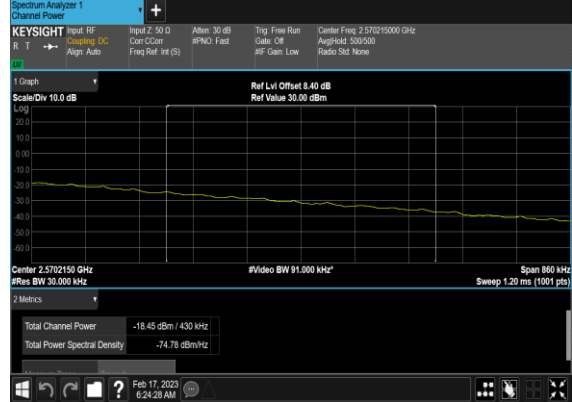 Spectrum Analyzer 1
Channel Power
+
KEYSIGHT
R T
Input: RF
Coupling: DC
Align: Auto
Input Z: 50 Ω
Corr CCorr
Freq Ref: Int (S)
Atten: 30 dB
#PNO: Fast
Trig: Free Run
Gate: Off
#IF Gain: Low
Center Freq: 2.570215000 GHz
Avg|Hold: 500/500
Radio Std: None
1 Graph
Scale/Div 10.0 dB
Ref Lvl Offset 8.40 dB
Ref Value 30.00 dBm
Log
20.0
10.0
0.00
-10.0
-20.0
-30.0
-40.0
-50.0
-60.0
Center 2.5702150 GHz
#Video BW 91.000 kHz*
Span 860 kHz
#Res BW 30.000 kHz
Sweep 1.20 ms (1001 pts)
2 Metrics
Total Channel Power -18.45 dBm / 430 kHz
Total Power Spectral Density -74.78 dBm/Hz
?
Feb 17, 2023
6:24:28 AM